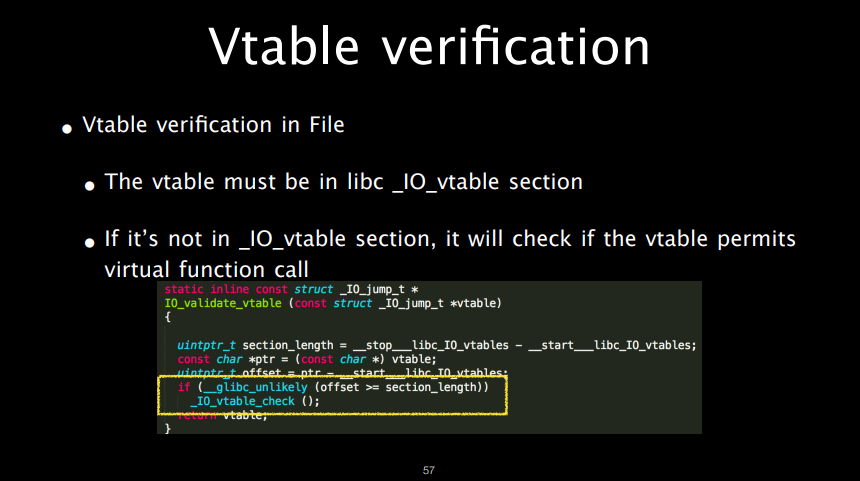 Vtable verification
• Vtable verification in File
• The vtable must be in libc _IO_vtable section
• If it’s not in _IO_vtable section, it will check if the vtable permits
virtual function call
static inline const struct _IO_jump_t *
IO_validate_vtable (const struct _IO_jump_t *vtable)
{
uintptr_t section_length = __stop___libc_IO_vtables - __start___libc_IO_vtables;
const char *ptr = (const char *) vtable;
uintptr_t offset = ptr - __start___libc_IO_vtables;
if (__glibc_unlikely (offset >= section_length))
_IO_vtable_check ();
return vtable;
}
57